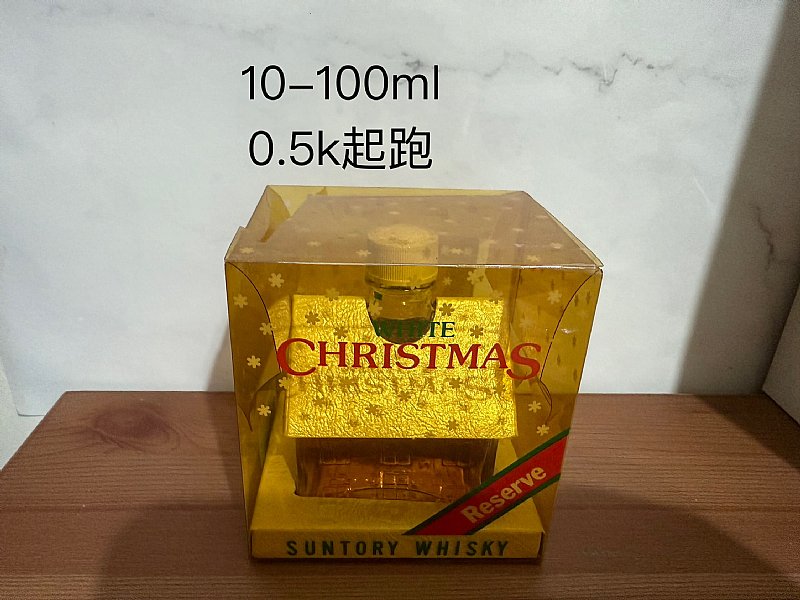 10-100ml
0.5k起跑
WHITE
CHRISTMAS
Reserve
SUNTORY WHISKY